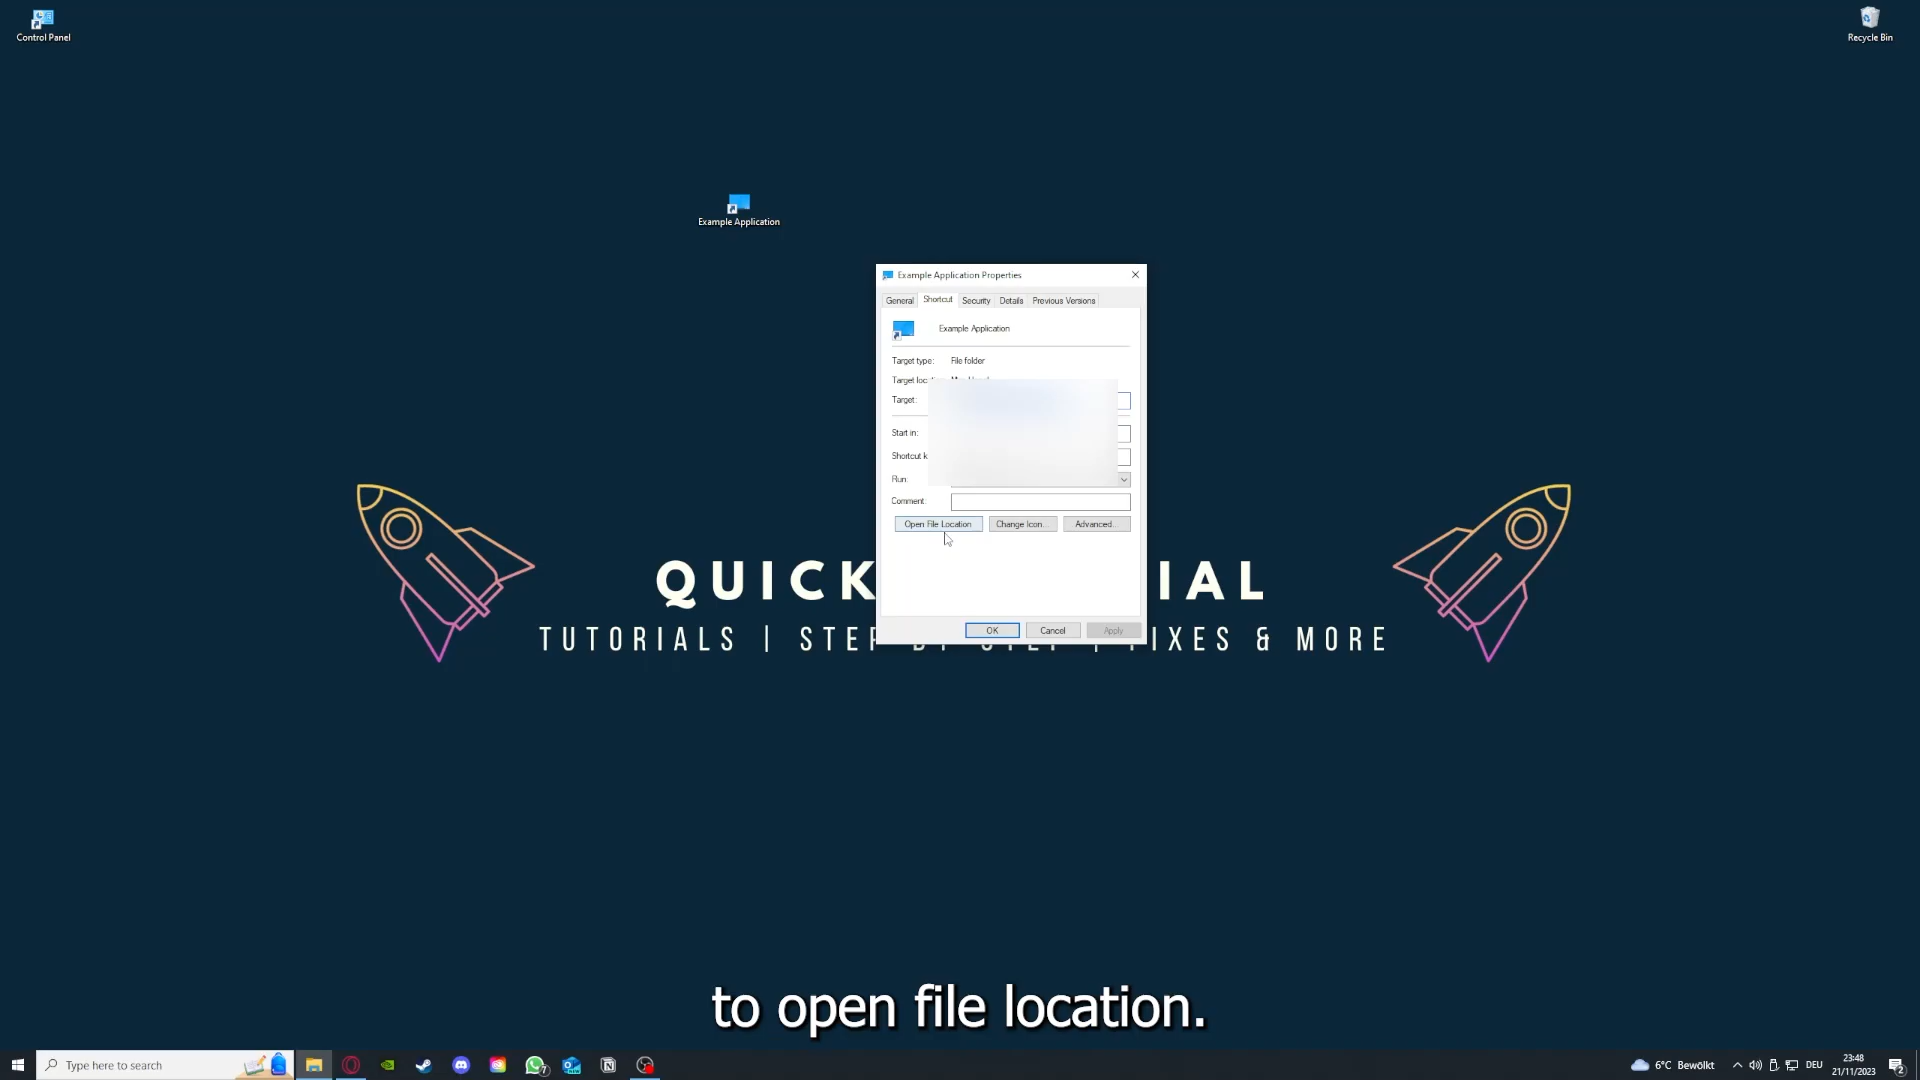 Control Panel
Recycle Bin
Example Application
Example Application Properties
General Shortcut Security Details Previous Versions
Example Application
Target type: File folder
Target loc
Target:
Start in:
Shortcut k
Run:
Comment:
Open File Location Change Icon... Advanced...
QUICK IAL
TUTORIALS | STEP BY STEP | FIXES & MORE
OK Cancel Apply
to open file location.
Type here to search
7
6°C Bewölkt
DEU
23:48
21/11/2023
2